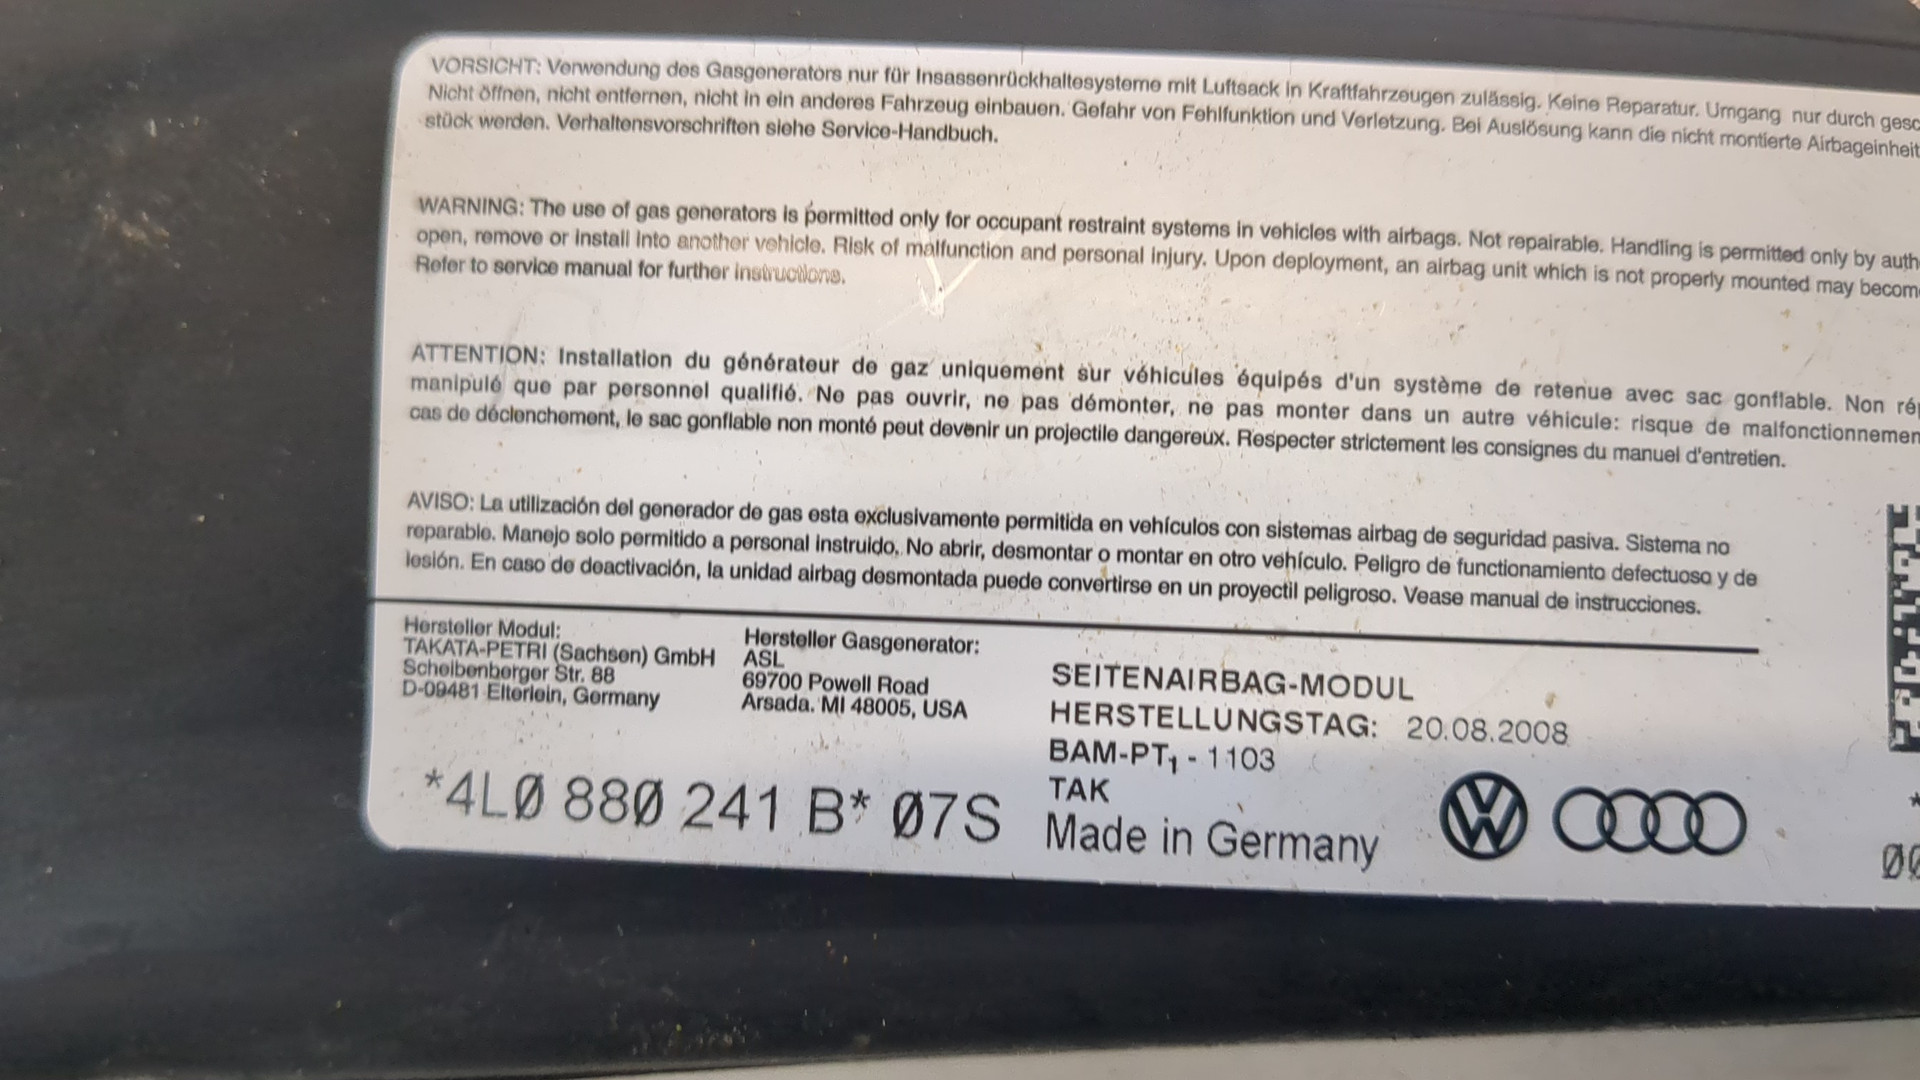 VORSICHT: Verwendung des Gasgenerators nur für Insassenrückhaltesysteme mit Luftsack in Kraftfahrzeugen zulässig. Keine Reparatur. Umgang nur durch gesc
Nicht öffnen, nicht entfernen, nicht in ein anderes Fahrzeug einbauen. Gefahr von Fehlfunktion und Verletzung. Bei Auslösung kann die nicht montierte Airbageinheit
stück werden. Verhaltensvorschriften siehe Service-Handbuch.
WARNING: The use of gas generators is permitted only for occupant restraint systems in vehicles with airbags. Not repairable. Handling is permitted only by auth
open, remove or install into another vehicle. Risk of malfunction and personal injury. Upon deployment, an airbag unit which is not properly mounted may becom
Refer to service manual for further instructions.
ATTENTION: Installation du générateur de gaz uniquement sur véhicules équipés d'un système de retenue avec sac gonflable. Non ré
manipulé que par personnel qualifié. Ne pas ouvrir, ne pas démonter, ne pas monter dans un autre véhicule: risque de malfonctionnemen
cas de déclenchement, le sac gonflable non monté peut devenir un projectile dangereux. Respecter strictement les consignes du manuel d'entretien.
AVISO: La utilización del generador de gas esta exclusivamente permitida en vehículos con sistemas airbag de seguridad pasiva. Sistema no
reparable. Manejo solo permitido a personal instruido. No abrir, desmontar o montar en otro vehículo. Peligro de functionamiento defectuoso y de
lesión. En caso de deactivación, la unidad airbag desmontada puede convertirse en un proyectil peligroso. Vease manual de instrucciones.
Hersteller Modul:
TAKATA-PETRI (Sachsen) GmbH
Scheibenberger Str. 88
D-09481 Elterlein, Germany
Hersteller Gasgenerator:
ASL
69700 Powell Road
Arsada. MI 48005, USA
SEITENAIRBAG-MODUL
HERSTELLUNGSTAG: 20.08.2008
BAM-PT1 - 1103
TAK
Made in Germany
*4L0 880 241 B* 07S